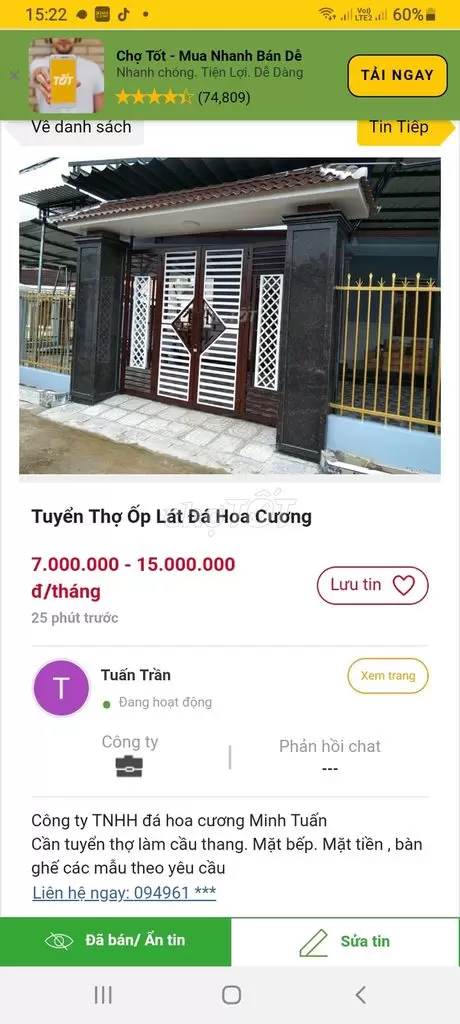 15:22
Vo))
LTE2
60%
TỐT
Chợ Tốt - Mua Nhanh Bán Dễ
Nhanh chóng. Tiện Lợi. Dễ Dàng
(74,809)
TẢI NGAY
Về danh sách
Tin Tiếp
chợTỐT
Tuyển Thợ Ốp Lát Đá Hoa Cương
7.000.000 - 15.000.000
đ/tháng
Lưu tin
25 phút trước
T
Tuấn Trần
Đang hoạt động
Xem trang
Công ty
Phản hồi chat
---
Công ty TNHH đá hoa cương Minh Tuấn
Cần tuyển thợ làm cầu thang. Mặt bếp. Mặt tiền , bàn
ghế các mẫu theo yêu cầu
Liên hệ ngay: 094961 ***
Đã bán/ Ẩn tin
Sửa tin